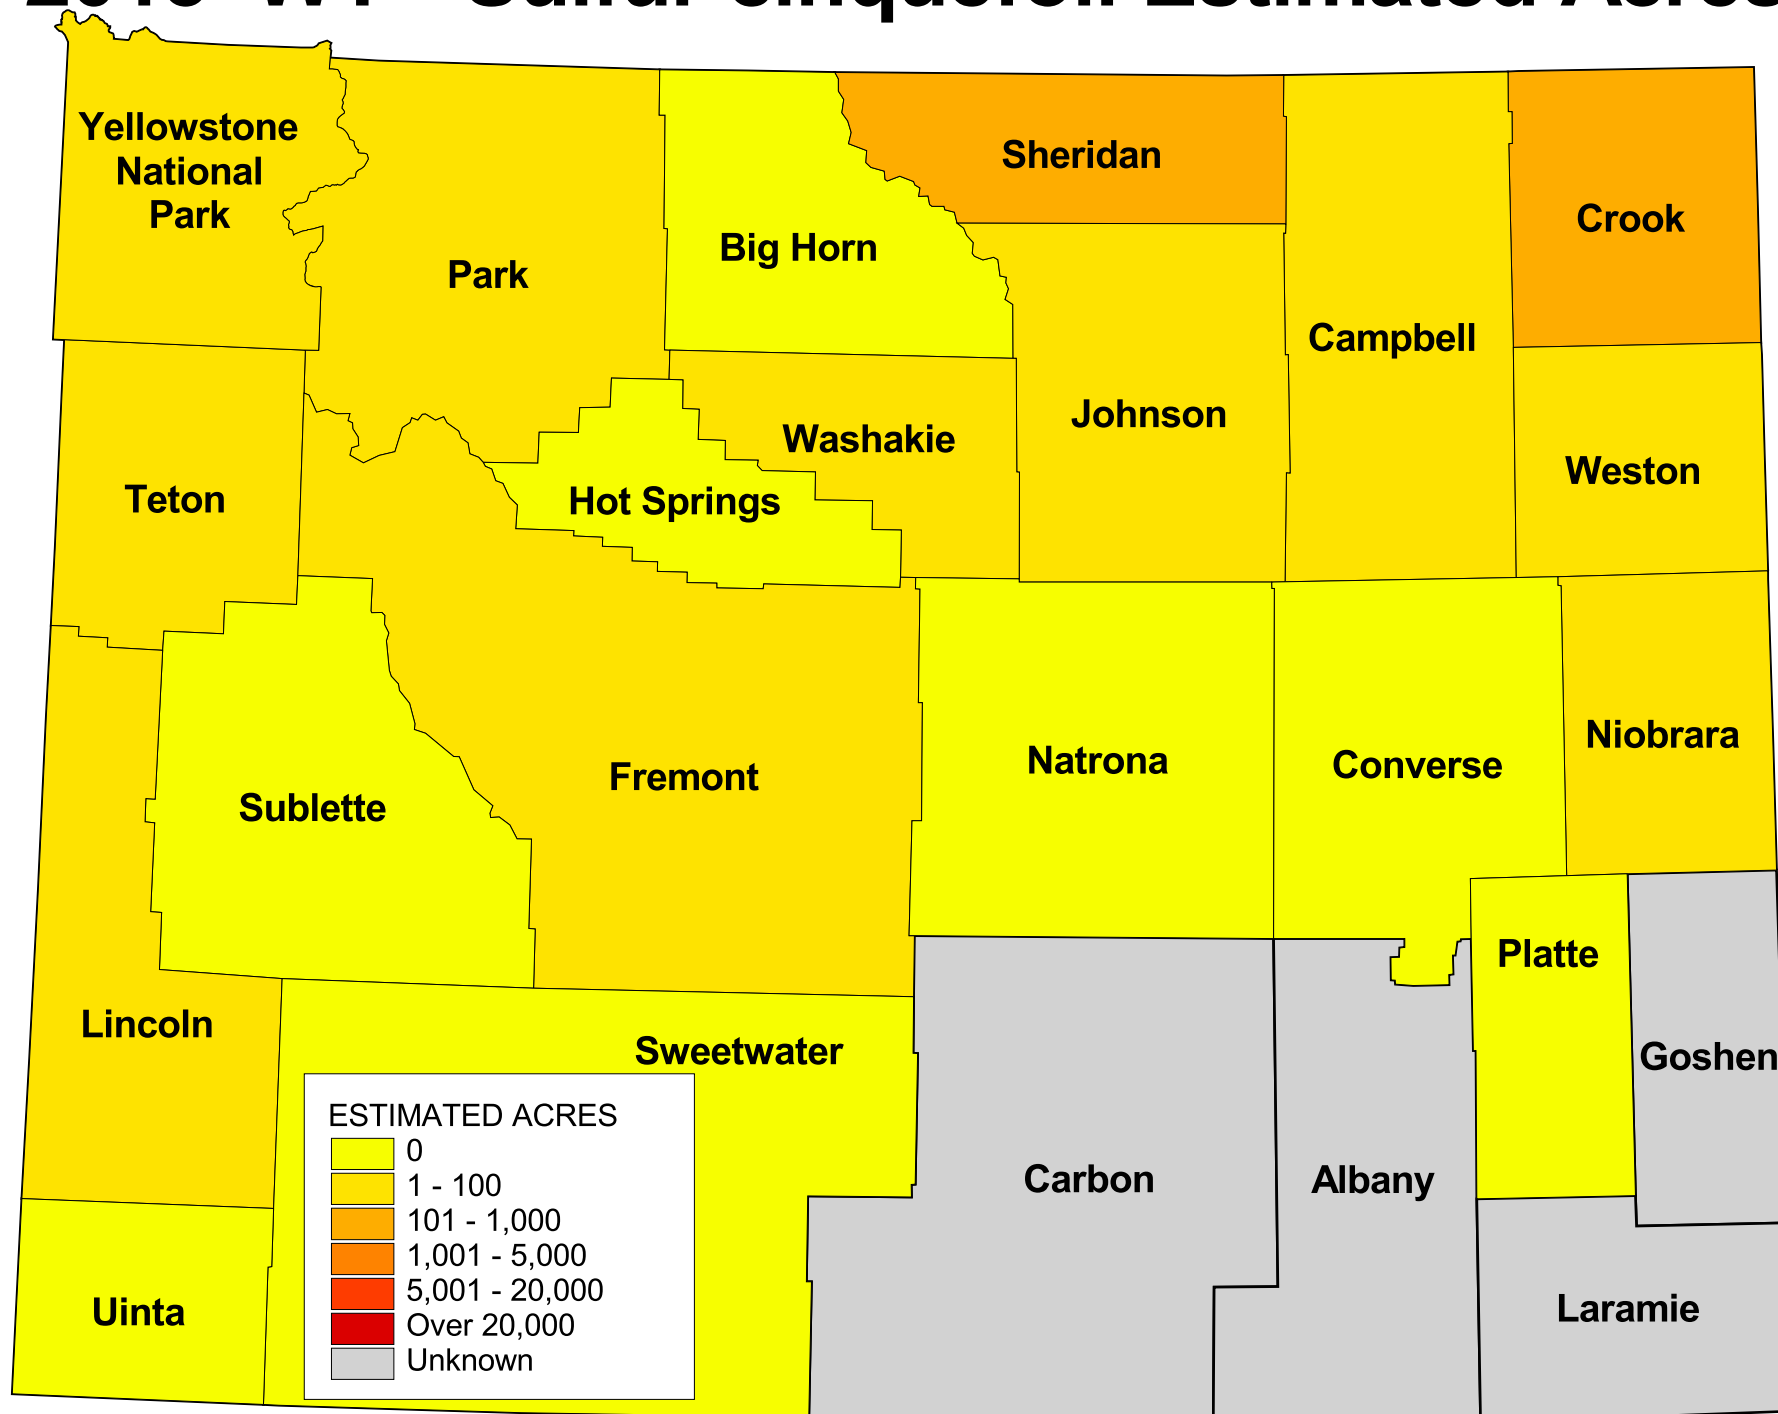 Yellowstone
National
Park
Park
Big Horn
Sheridan
Campbell
Crook
Teton
Hot Springs
Washakie
Johnson
Weston
Sublette
Fremont
Natrona
Converse
Niobrara
Lincoln
Sweetwater
Platte
Goshen
Uinta
Carbon
Albany
Laramie
ESTIMATED ACRES
0
1 - 100
101 - 1,000
1,001 - 5,000
5,001 - 20,000
Over 20,000
Unknown